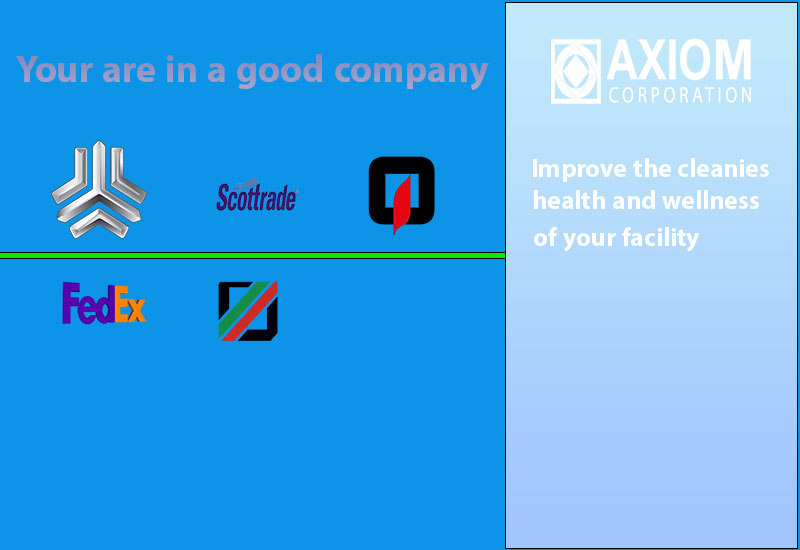 Your are in a good company
AXIOM
CORPORATION
Improve the cleanies
health and wellness
of your facility
Scottrade
FedEx